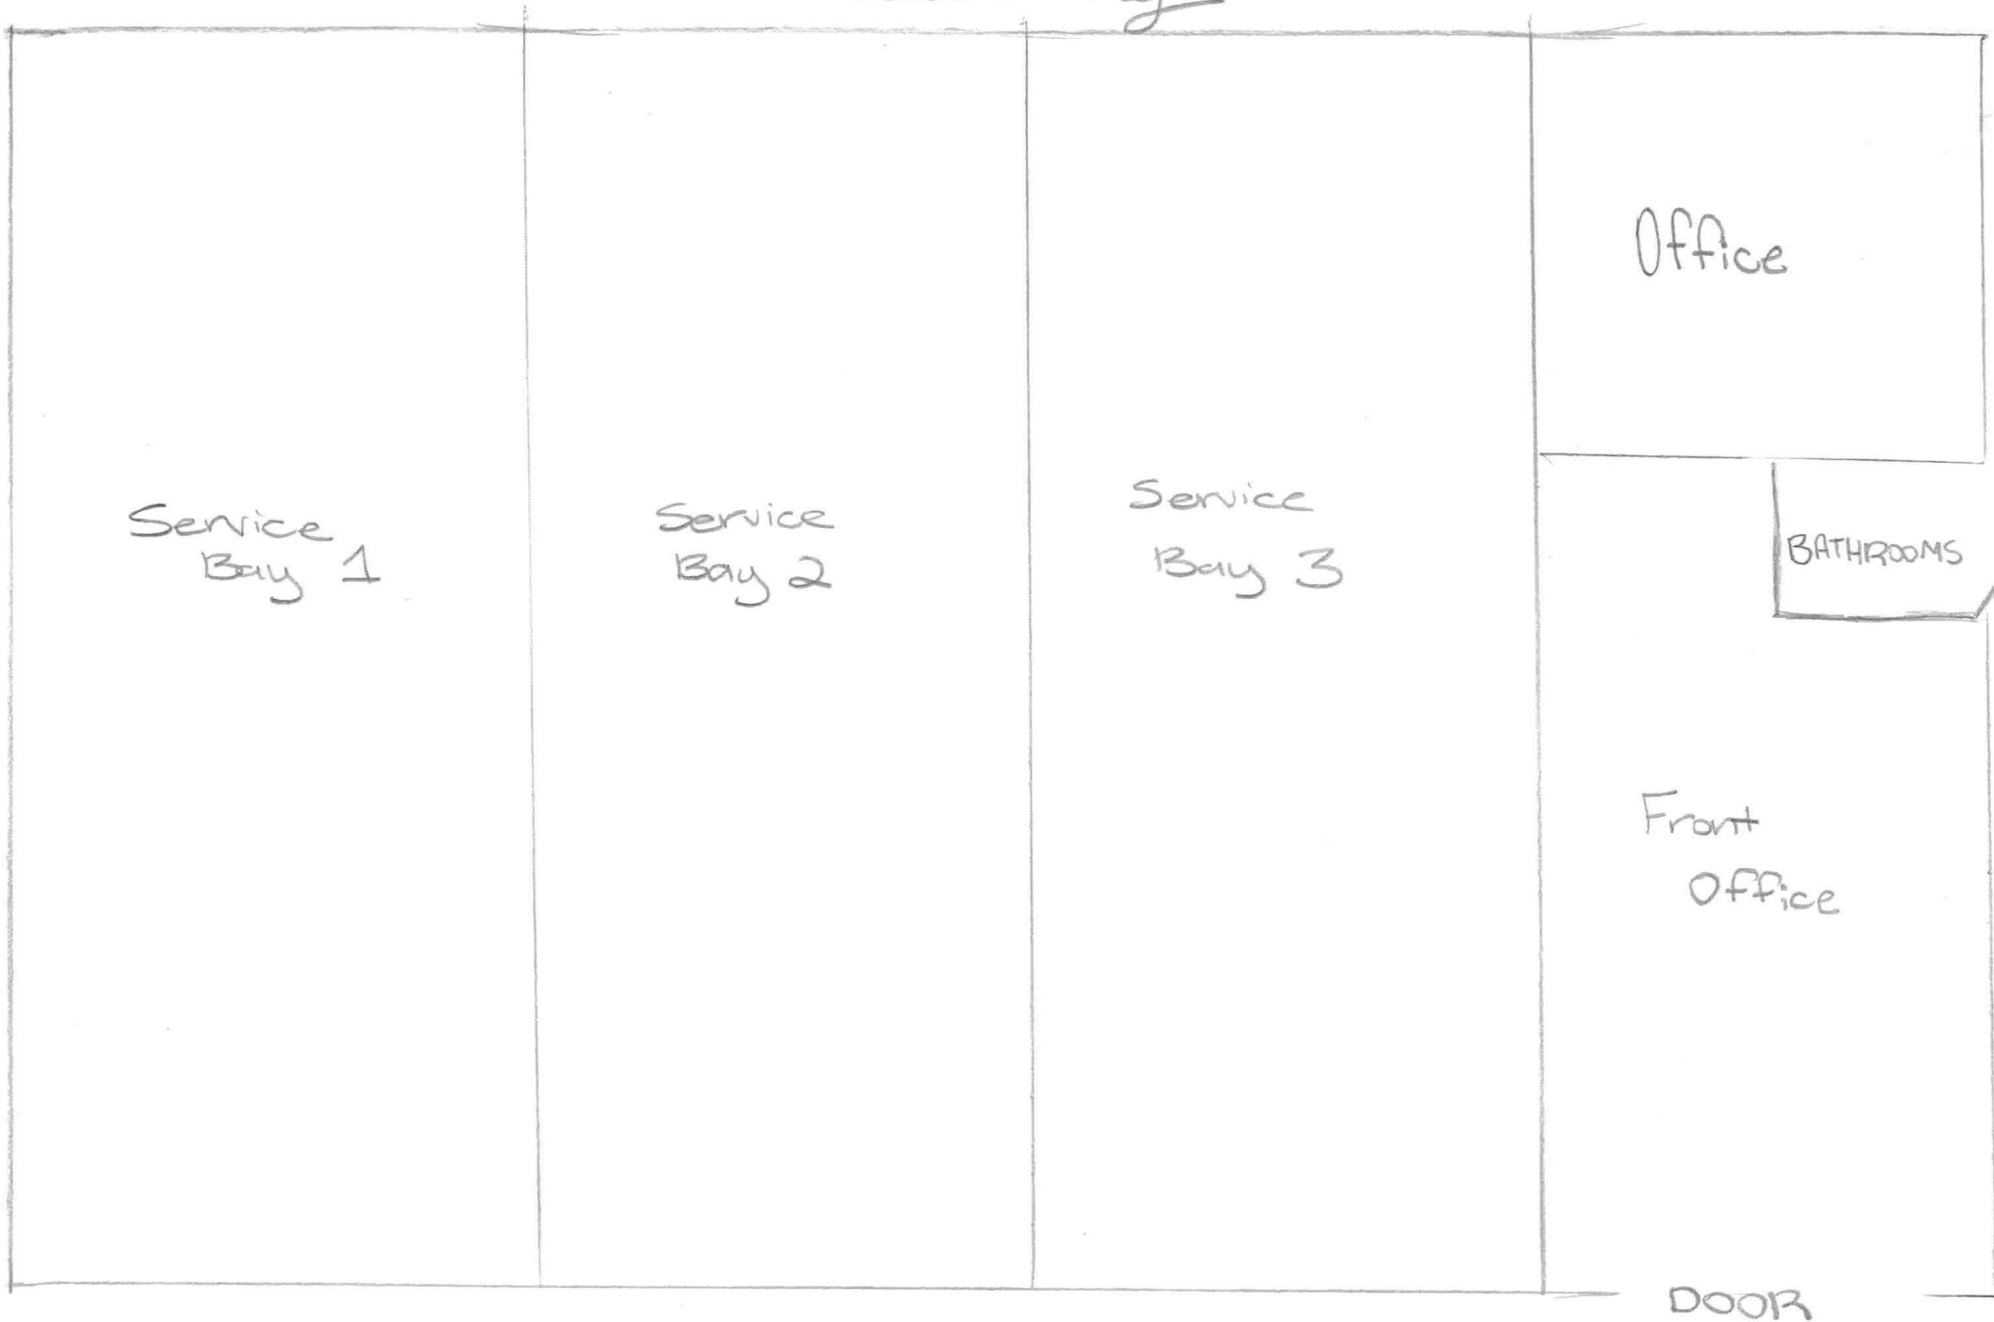 Office
Service
Bay 1
Service
Bay 2
Service
Bay 3
BATHROOMS
Front
Office
DOOR